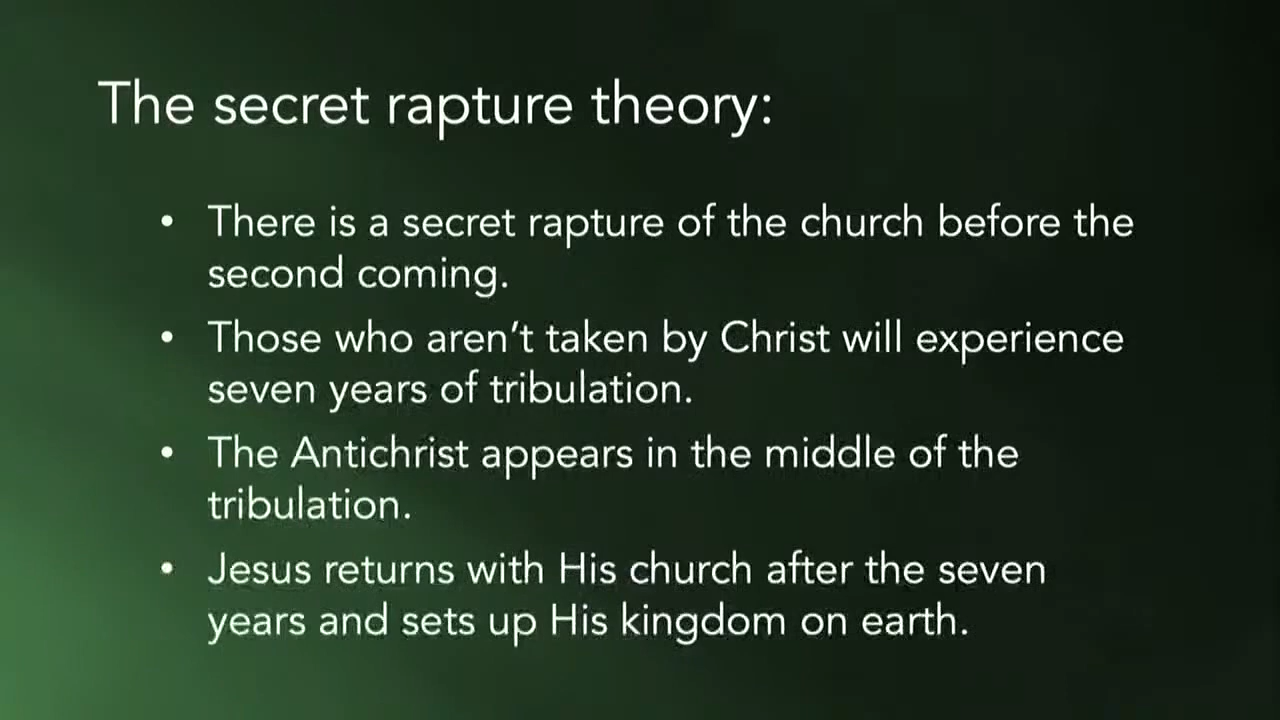 The secret rapture theory:
• There is a secret rapture of the church before the
second coming.
• Those who aren’t taken by Christ will experience
seven years of tribulation.
• The Antichrist appears in the middle of the
tribulation.
• Jesus returns with His church after the seven
years and sets up His kingdom on earth.